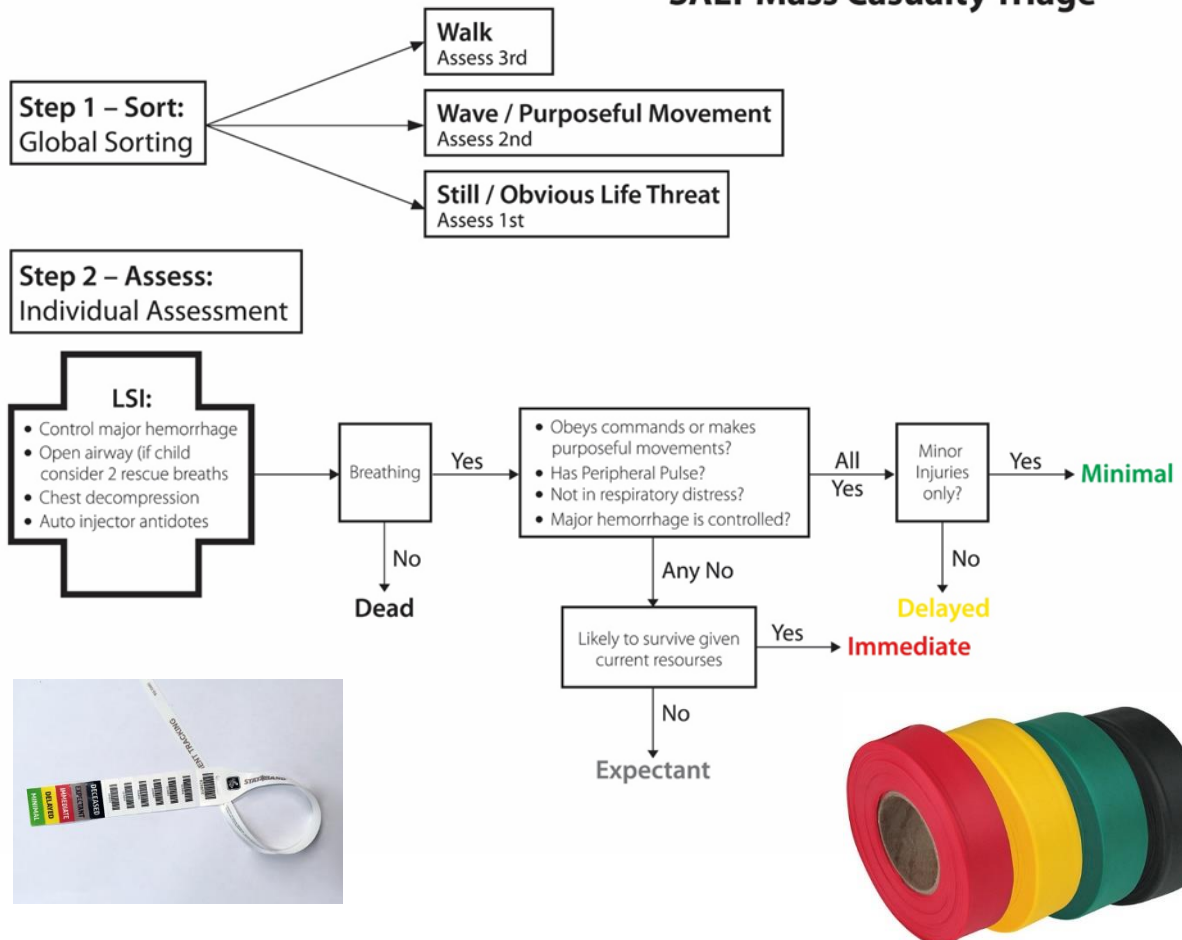 SALT Mass Casualty Triage
Walk
Assess 3rd
Step 1 – Sort:
Global Sorting
Wave / Purposeful Movement
Assess 2nd
Still / Obvious Life Threat
Assess 1st
Step 2 – Assess:
Individual Assessment
LSI:
• Control major hemorrhage
• Open airway (if child
consider 2 rescue breaths
• Chest decompression
• Auto injector antidotes
Breathing
Yes
No
Dead
• Obeys commands or makes
purposeful movements?
• Has Peripheral Pulse?
• Not in respiratory distress?
• Major hemorrhage is controlled?
All
Yes
Any No
Minor
Injuries
only?
Yes
Minimal
No
Delayed
Likely to survive given
current resourses
Yes
Immediate
No
Expectant
ENT TRACKING
DECEASED
EXPECTANT
IMMEDIATE
DELAYED
MINIMAL